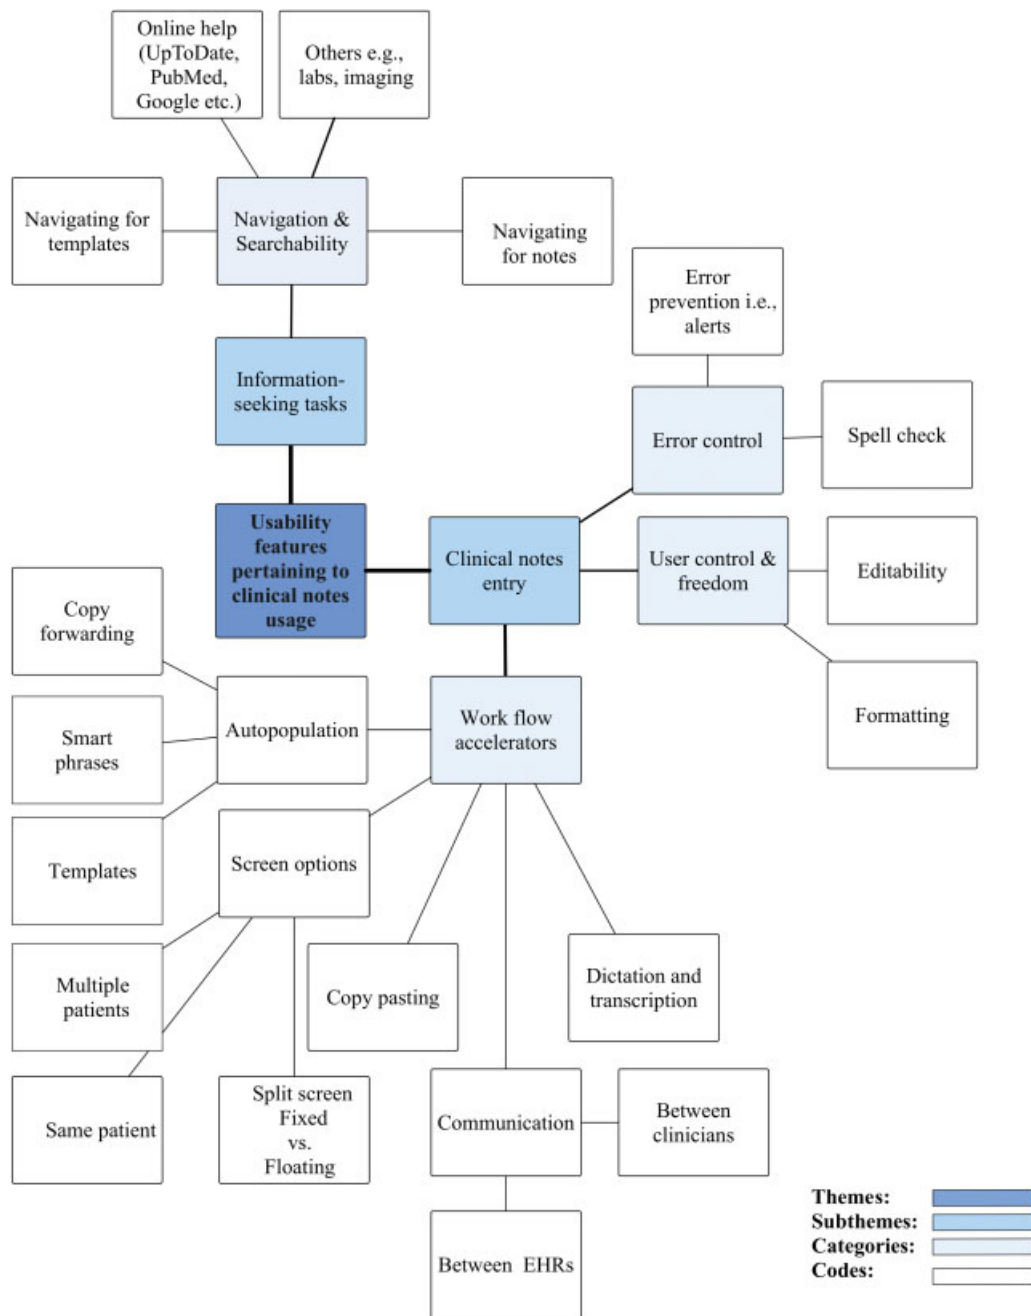 Online help
(UpToDate,
PubMed,
Google etc.)
Others e.g.,
labs, imaging
Navigating for
templates
Navigation &
Searchability
Navigating
for notes
Error
prevention i.e.,
alerts
Information-
seeking tasks
Error control
Spell check
Usability
features
pertaining to
clinical notes
usage
Clinical notes
entry
User control &
freedom
Editability
Copy
forwarding
Formatting
Autopopulation
Work flow
accelerators
Smart
phrases
Templates
Screen options
Multiple
patients
Copy pasting
Dictation and
transcription
Same patient
Split screen
Fixed
vs.
Floating
Communication
Between
clinicians
Between EHRs
Themes:
Subthemes:
Categories:
Codes: